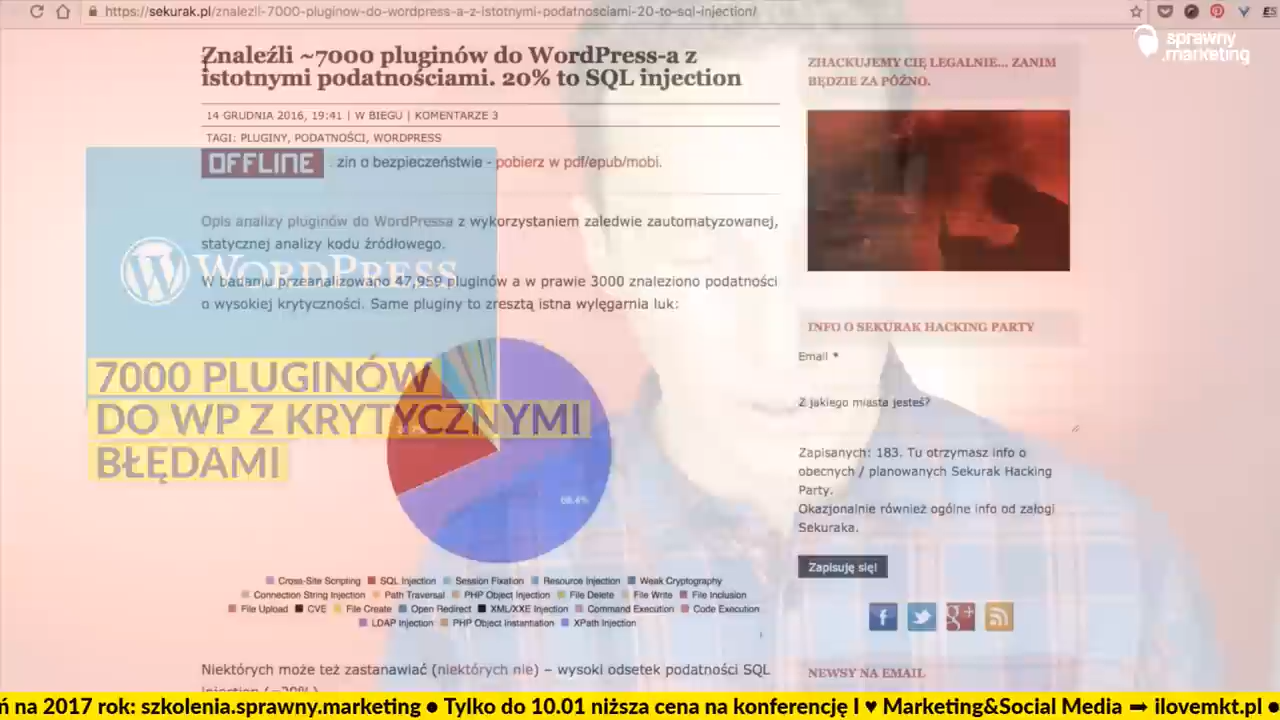 https://sekurak.pl/znalezli-7000-pluginow-do-wordpress-a-z-istotnymi-podatnosciami-20-to-sql-injection/
sprawny
.marketing
Znaleźli ~7000 pluginów do WordPress-a z
istotnymi podatnościami. 20% to SQL injection
14 GRUDNIA 2016, 19:41 | W BIEGU | KOMENTARZE 3
TAGI: PLUGINY, PODATNOŚCI, WORDPRESS
OFFLINE zin o bezpieczeństwie - pobierz w pdf/epub/mobi.
Opis analizy pluginów do WordPressa z wykorzystaniem zaledwie zautomatyzowanej,
statycznej analizy kodu źródłowego.
WORDPRESS
W badaniu przeanalizowano 47,959 pluginów a w prawie 3000 znaleziono podatności
o wysokiej krytyczności. Same pluginy to zresztą istna wylęgarnia luk:
7000 PLUGINÓW
DO WP Z KRYTYCZNYMI
BŁĘDAMI
68.4%
Cross-Site Scripting SQL Injection Session Fixation Resource Injection Weak Cryptography
Connection String Injection Path Traversal PHP Object Injection File Delete File Write File Inclusion
File Upload CVE File Create Open Redirect XML/XXE Injection Command Execution Code Execution
LDAP Injection PHP Object Instantiation XPath Injection
Niektórych może też zastanawiać (niektórych nie) – wysoki odsetek podatności SQL
ZHACKUJEMY CIĘ LEGALNIE... ZANIM
BĘDZIE ZA PÓŹNO.
INFO O SEKURAK HACKING PARTY
Email *
Z jakiego miasta jesteś?
Zapisanych: 183. Tu otrzymasz info o
obecnych / planowanych Sekurak Hacking
Party.
Okazjonalnie również ogólne info od załogi
Sekuraka.
Zapisuję się!
NEWSY NA EMAIL
ń na 2017 rok: szkolenia.sprawny.marketing ● Tylko do 10.01 niższa cena na konferencję I ♥ Marketing&Social Media ➡ ilovemkt.pl ●